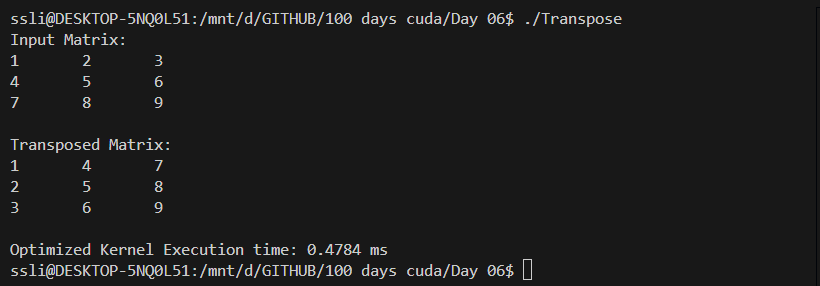 ssli@DESKTOP-5NQ0L51:/mnt/d/GITHUB/100 days cuda/Day 06$ ./Transpose
Input Matrix:
1 2 3
4 5 6
7 8 9
Transposed Matrix:
1 4 7
2 5 8
3 6 9
Optimized Kernel Execution time: 0.4784 ms
ssli@DESKTOP-5NQ0L51:/mnt/d/GITHUB/100 days cuda/Day 06$